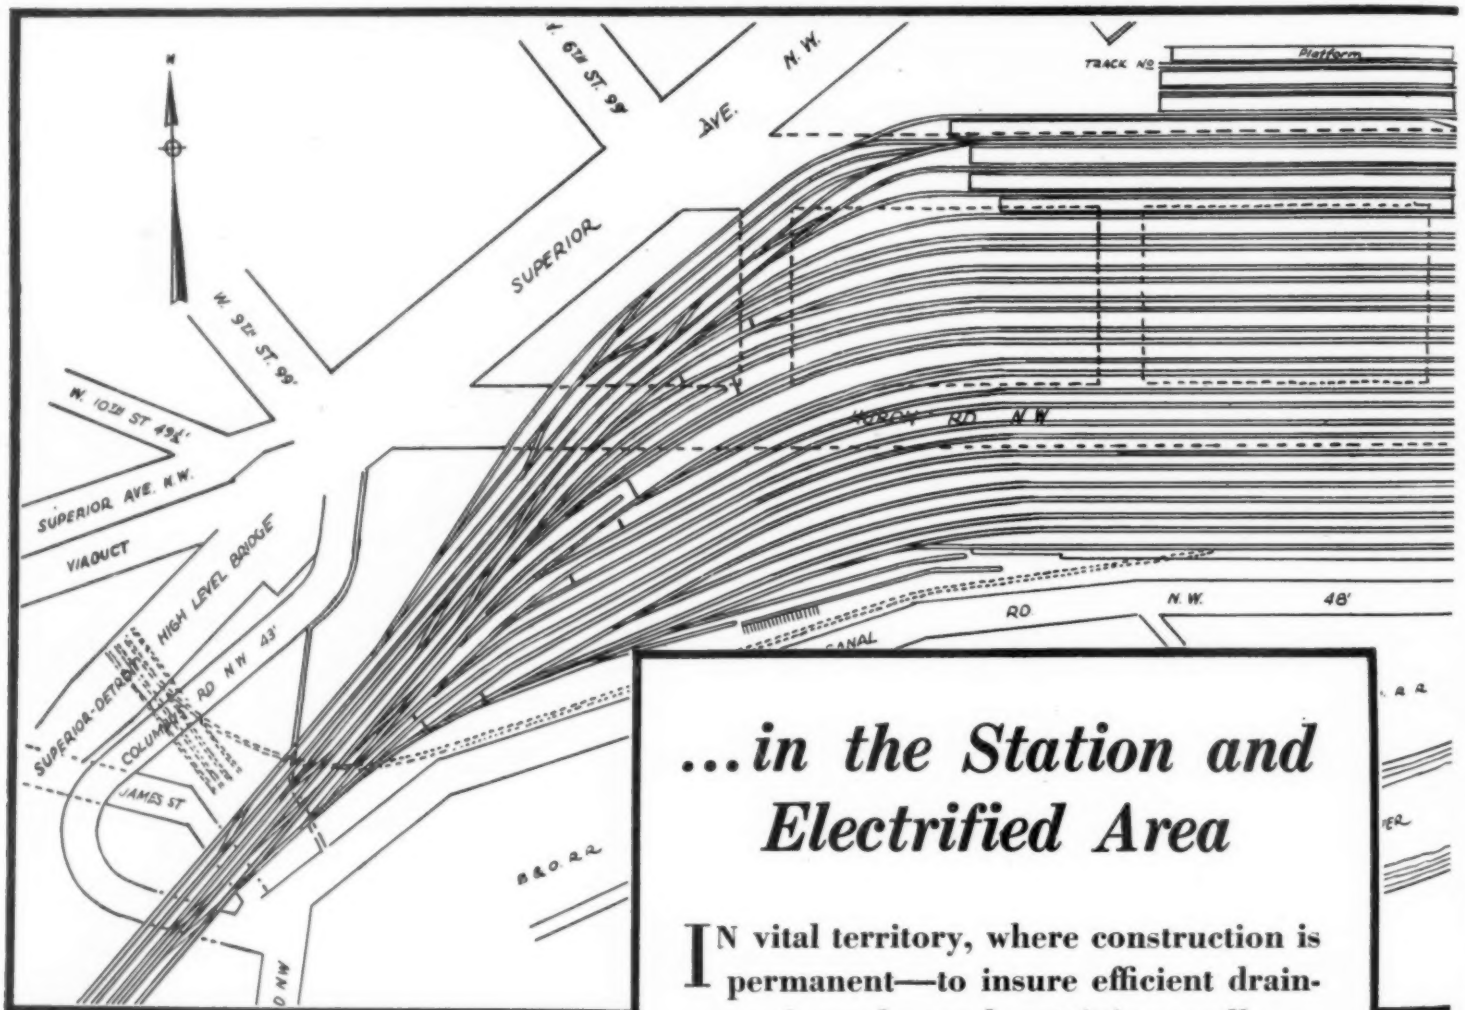 N
W. 6TH ST. 99'
AVE.
N.W.
TRACK NO
Platform
SUPERIOR
W. 9TH ST. 99'
W. 10TH ST 49½'
SUPERIOR AVE. N.W.
VIADUCT
HURON RD N W
SUPERIOR-DETROIT HIGH LEVEL BRIDGE
COLUMBUS RD N W 43'
JAMES ST
CANAL
RD.
N.W.
48'
R R
B & O. R R
D N W
...in the Station and
Electrified Area
IN vital territory, where construction is
permanent—to insure efficient drain-